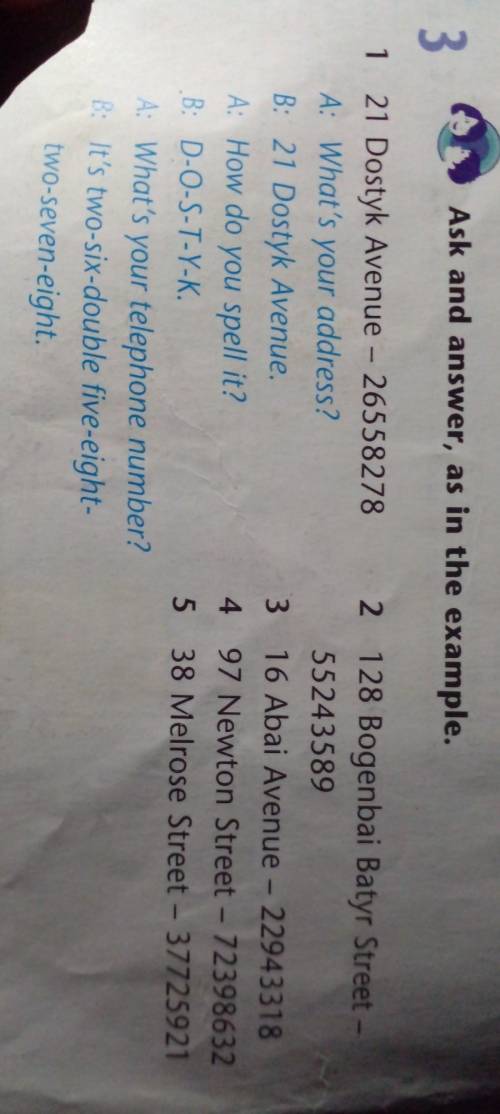 3 Ask and answer, as in the example.
1 21 Dostyk Avenue – 26558278
A: What's your address?
B: 21 Dostyk Avenue.
A: How do you spell it?
B: D-O-S-T-Y-K.
A: What's your telephone number?
B: It's two-six-double five-eight-
two-seven-eight.
2 128 Bogenbai Batyr Street –
55243589
3 16 Abai Avenue – 22943318
4 97 Newton Street – 72398632
5 38 Melrose Street – 37725921